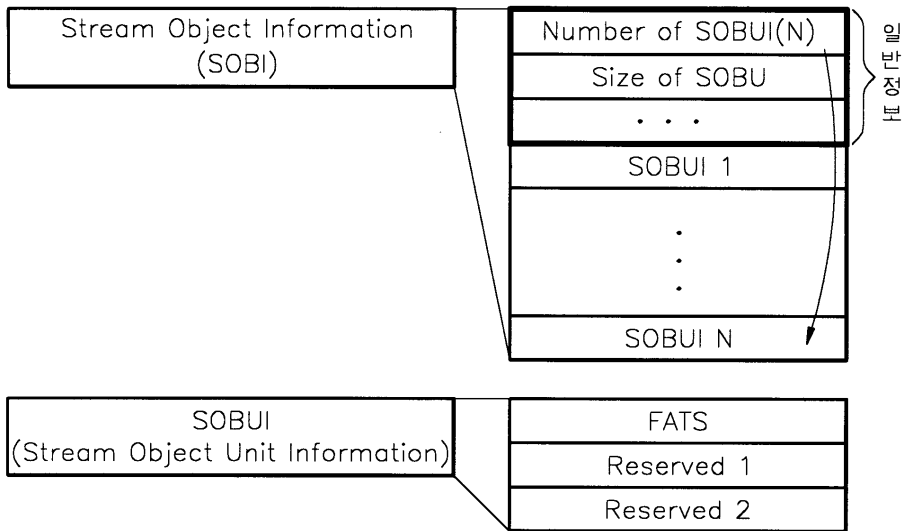 Stream Object Information
(SOBI)
Number of SOBUI(N)
Size of SOBU
. . .
SOBUI 1
.
.
.
SOBUI N
일반정보
SOBUI
(Stream Object Unit Information)
FATS
Reserved 1
Reserved 2